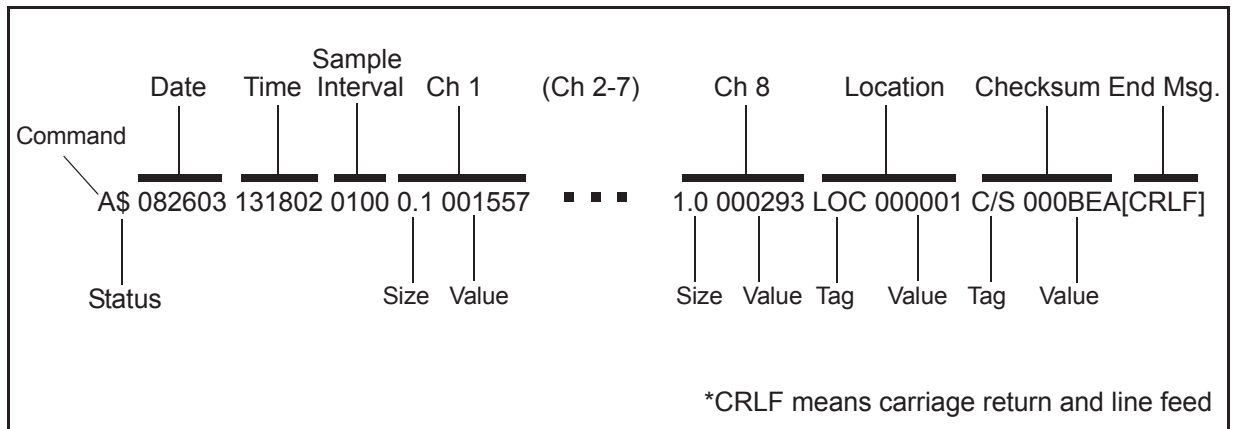 Sample
Date Time Interval Ch 1 (Ch 2-7) Ch 8 Location Checksum End Msg.
Command
A$ 082603 131802 0100 0.1 001557 ▪ ▪ ▪ 1.0 000293 LOC 000001 C/S 000BEA[CRLF]
Status Size Value Size Value Tag Value Tag Value
*CRLF means carriage return and line feed